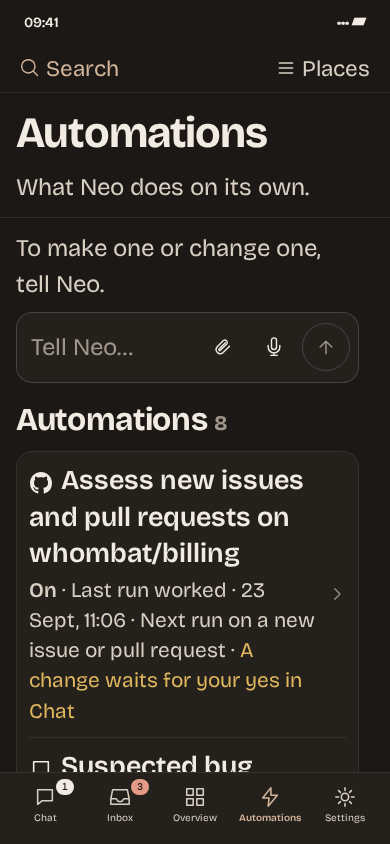 09:41
Search
Places
Automations
What Neo does on its own.
To make one or change one,
tell Neo.
Tell Neo...
Automations 8
Assess new issues
and pull requests on
whombat/billing
On · Last run worked · 23
Sept, 11:06 · Next run on a new
issue or pull request · A
change waits for your yes in
Chat
Suspected bug
1
3
Chat
Inbox
Overview
Automations
Settings